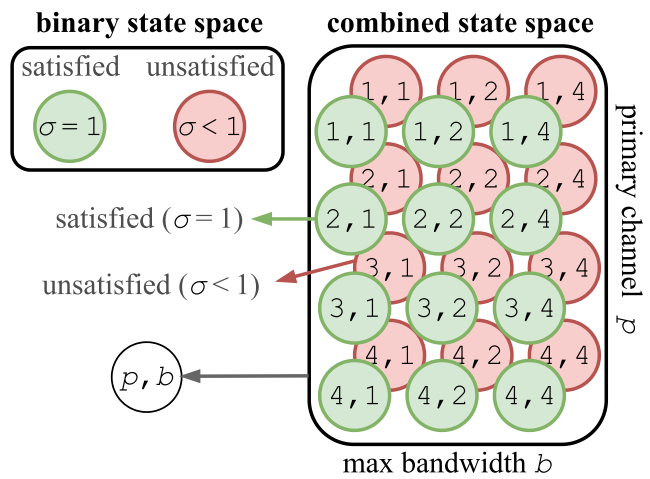 binary state space
satisfied unsatisfied
σ = 1 σ < 1
combined state space
1,1 1,2 1,4
1,1 1,2 1,4
2,1 2,2 2,4
2,1 2,2 2,4
3,1 3,2 3,4
3,1 3,2 3,4
4,1 4,2 4,4
4,1 4,2 4,4
primary channel p
satisfied (σ = 1)
unsatisfied (σ < 1)
p,b
max bandwidth b